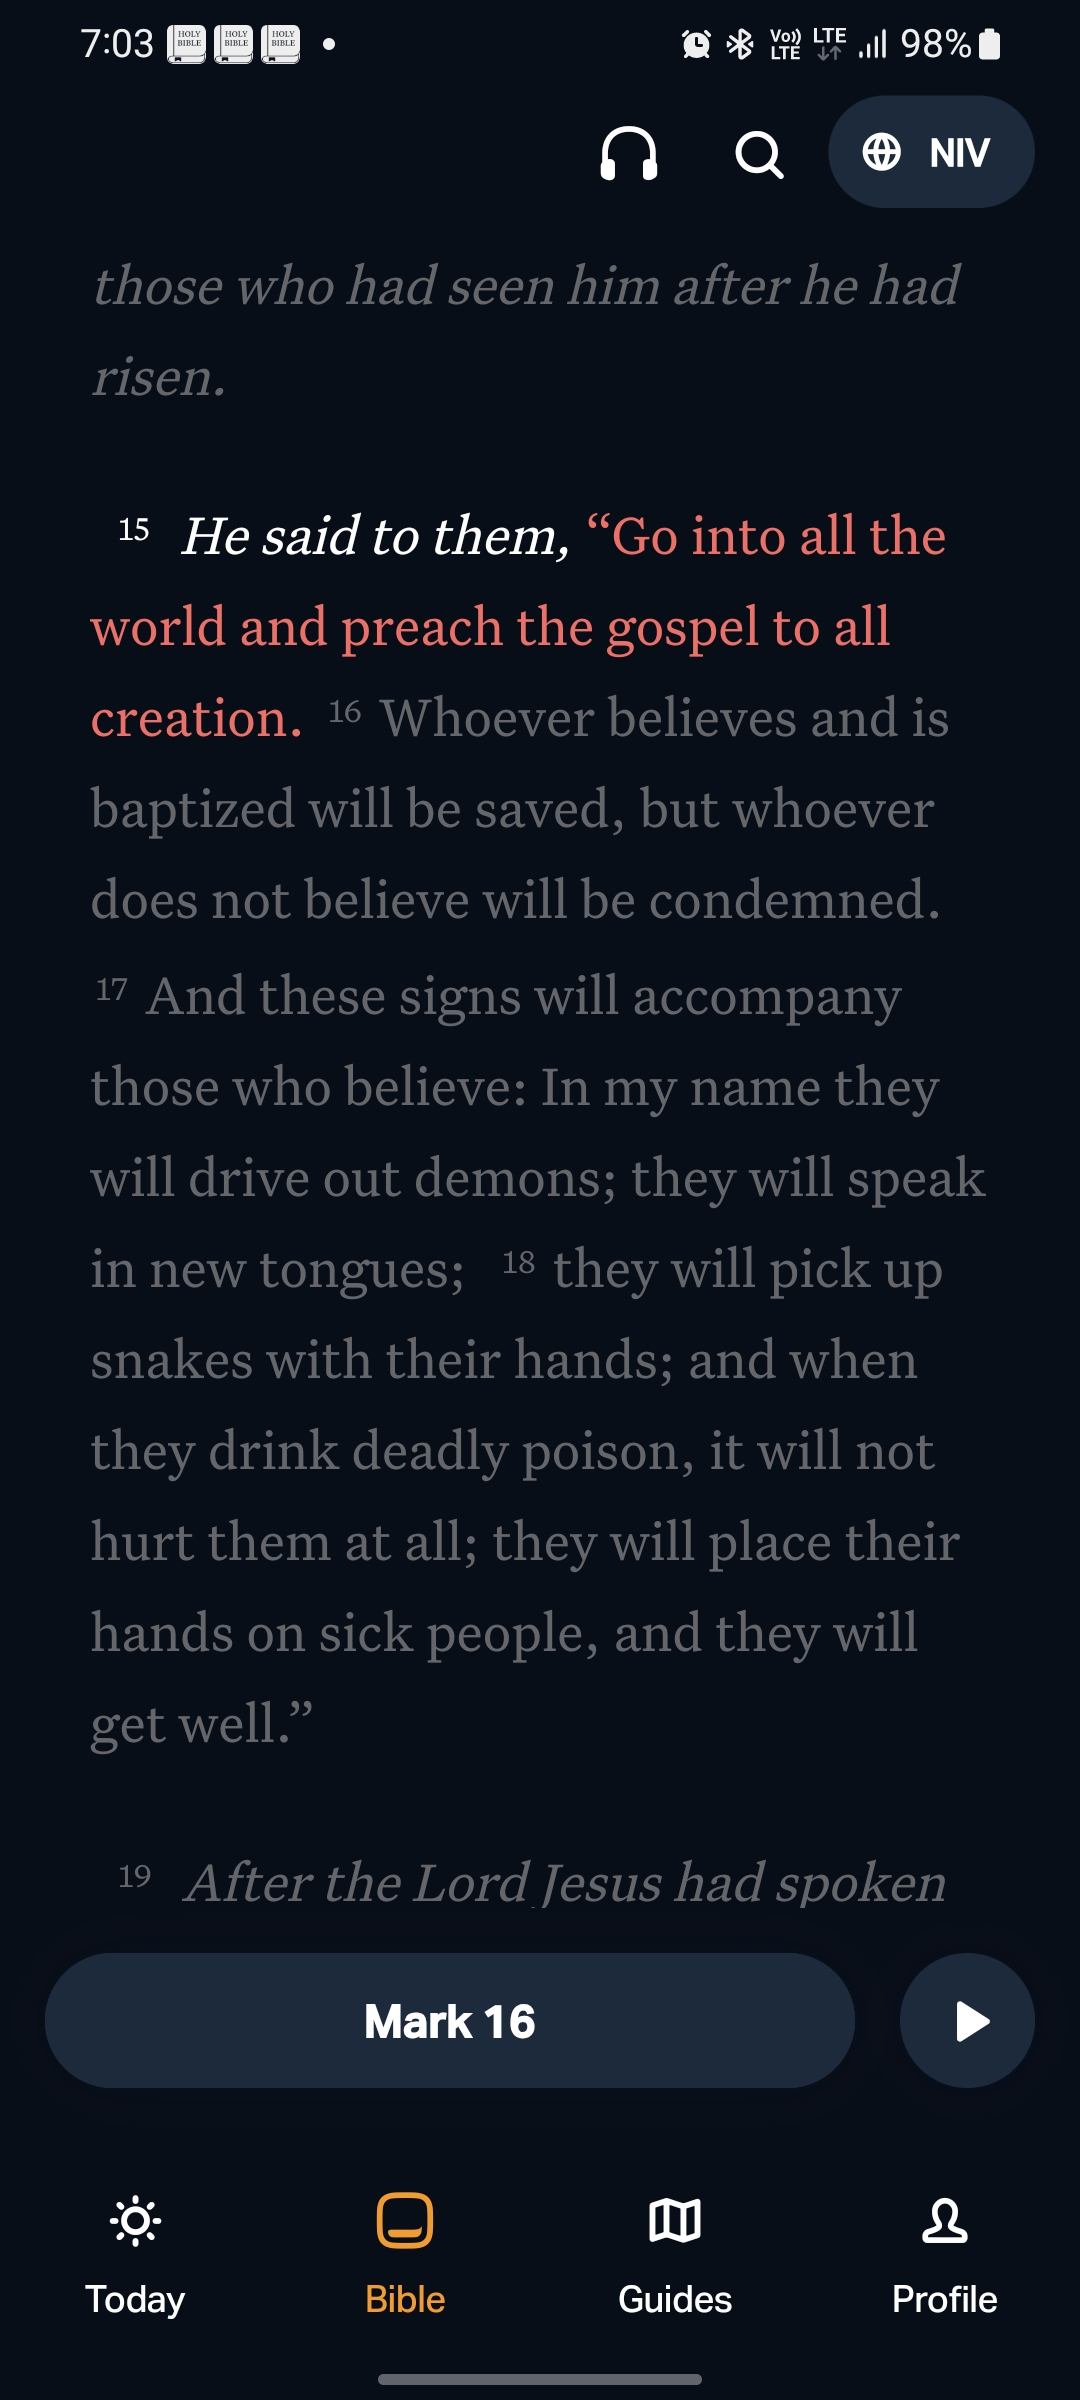 7:03 HOLY BIBLE HOLY BIBLE HOLY BIBLE Vo)) LTE LTE 98%
NIV
those who had seen him after he had
risen.
15 He said to them, “Go into all the
world and preach the gospel to all
creation. 16 Whoever believes and is
baptized will be saved, but whoever
does not believe will be condemned.
17 And these signs will accompany
those who believe: In my name they
will drive out demons; they will speak
in new tongues; 18 they will pick up
snakes with their hands; and when
they drink deadly poison, it will not
hurt them at all; they will place their
hands on sick people, and they will
get well.”
19 After the Lord Jesus had spoken
Mark 16
Today Bible Guides Profile